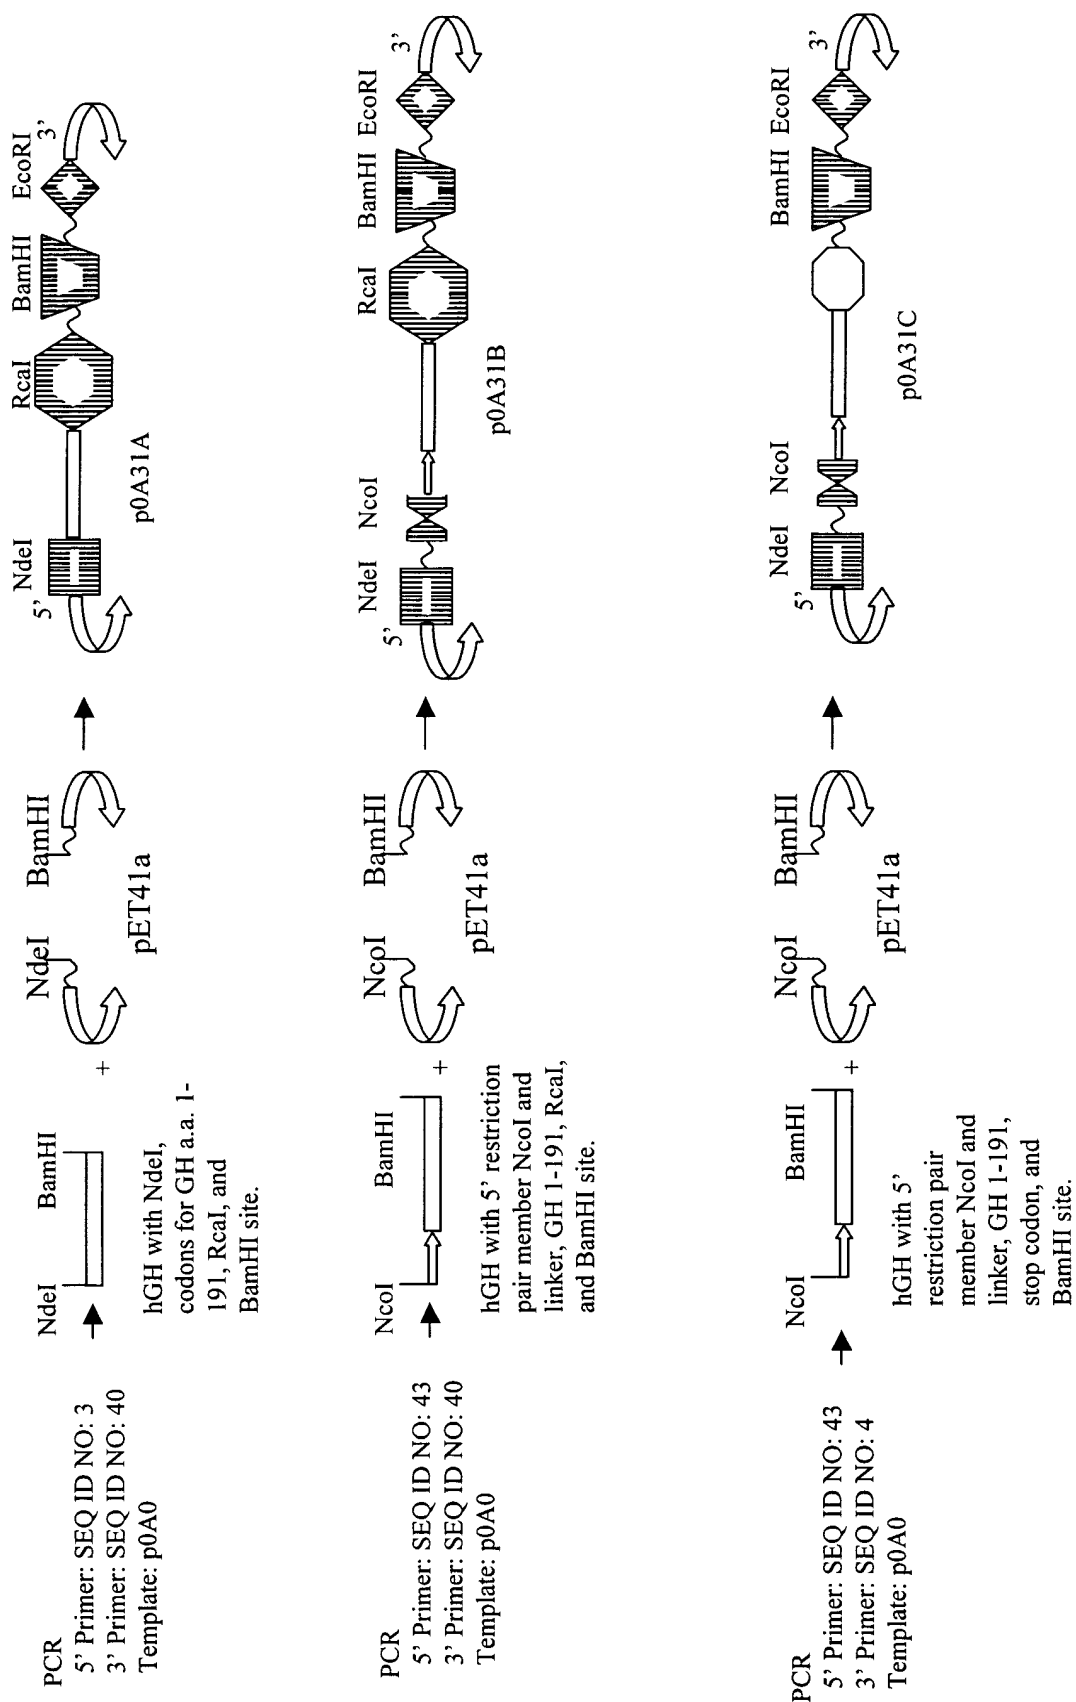 PCR
5’ Primer: SEQ ID NO: 3
3’ Primer: SEQ ID NO: 40
Template: p0A0
NdeI
BamHI
hGH with NdeI,
codons for GH a.a. 1-
191, RcaI, and
BamHI site.
+
NdeI
BamHI
pET41a
5’
NdeI
RcaI
BamHI
EcoRI
3’
p0A31A
PCR
5’ Primer: SEQ ID NO: 43
3’ Primer: SEQ ID NO: 40
Template: p0A0
NcoI
BamHI
hGH with 5’ restriction
pair member NcoI and
linker, GH 1-191, RcaI,
and BamHI site.
+
NcoI
BamHI
pET41a
5’
NdeI
NcoI
RcaI
BamHI
EcoRI
3’
p0A31B
PCR
5’ Primer: SEQ ID NO: 43
3’ Primer: SEQ ID NO: 4
Template: p0A0
NcoI
BamHI
hGH with 5’
restriction pair
member NcoI and
linker, GH 1-191,
stop codon, and
BamHI site.
+
NcoI
BamHI
pET41a
5’
NdeI
NcoI
BamHI
EcoRI
3’
p0A31C